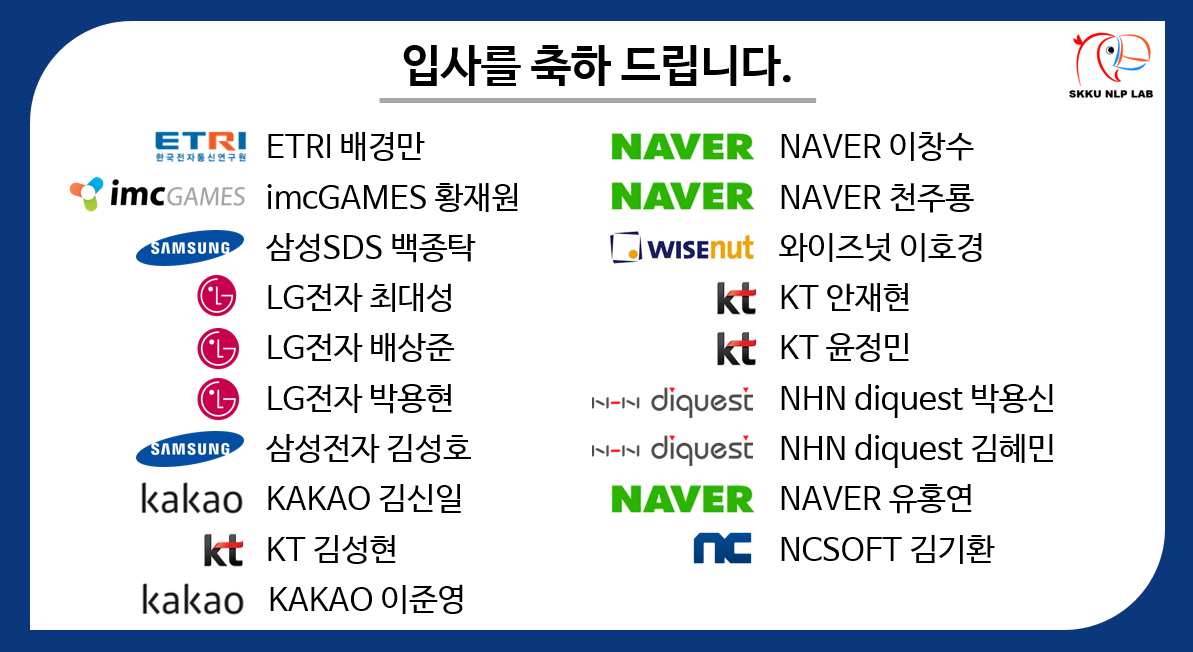 입사를 축하 드립니다.
SKKU NLP LAB
ETRI
한국전자통신연구원
ETRI 배경만
imcGAMES
imcGAMES 황재원
SAMSUNG
삼성SDS 백종탁
LG
LG전자 최대성
LG
LG전자 배상준
LG
LG전자 박용현
SAMSUNG
삼성전자 김성호
kakao
KAKAO 김신일
kt
KT 김성현
kakao
KAKAO 이준영
NAVER
NAVER 이창수
NAVER
NAVER 천주룡
WISEnut
와이즈넛 이호경
kt
KT 안재현
kt
KT 윤정민
NHN diquest
NHN diquest 박용신
NHN diquest
NHN diquest 김혜민
NAVER
NAVER 유홍연
NC
NCSOFT 김기환